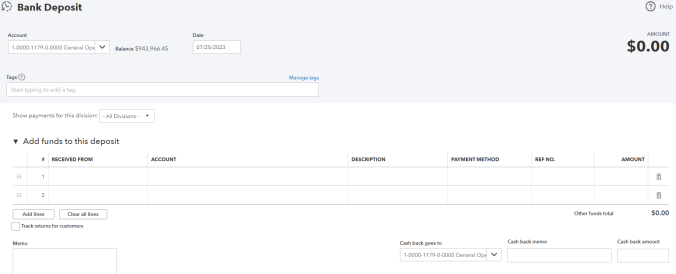 Bank Deposit
Help
Account
Date
AMOUNT
1-0000-1179-0-0000 General Ope
Balance $943,966.45
07/25/2023
$0.00
Tags
Manage tags
Start typing to add a tag
Show payments for this division: - All Divisions -
Add funds to this deposit
# RECEIVED FROM ACCOUNT DESCRIPTION PAYMENT METHOD REF NO. AMOUNT
1
2
Add lines Clear all lines Other funds total $0.00
Track returns for customers
Memo
Cash back goes to Cash back memo Cash back amount
1-0000-1179-0-0000 General Ope